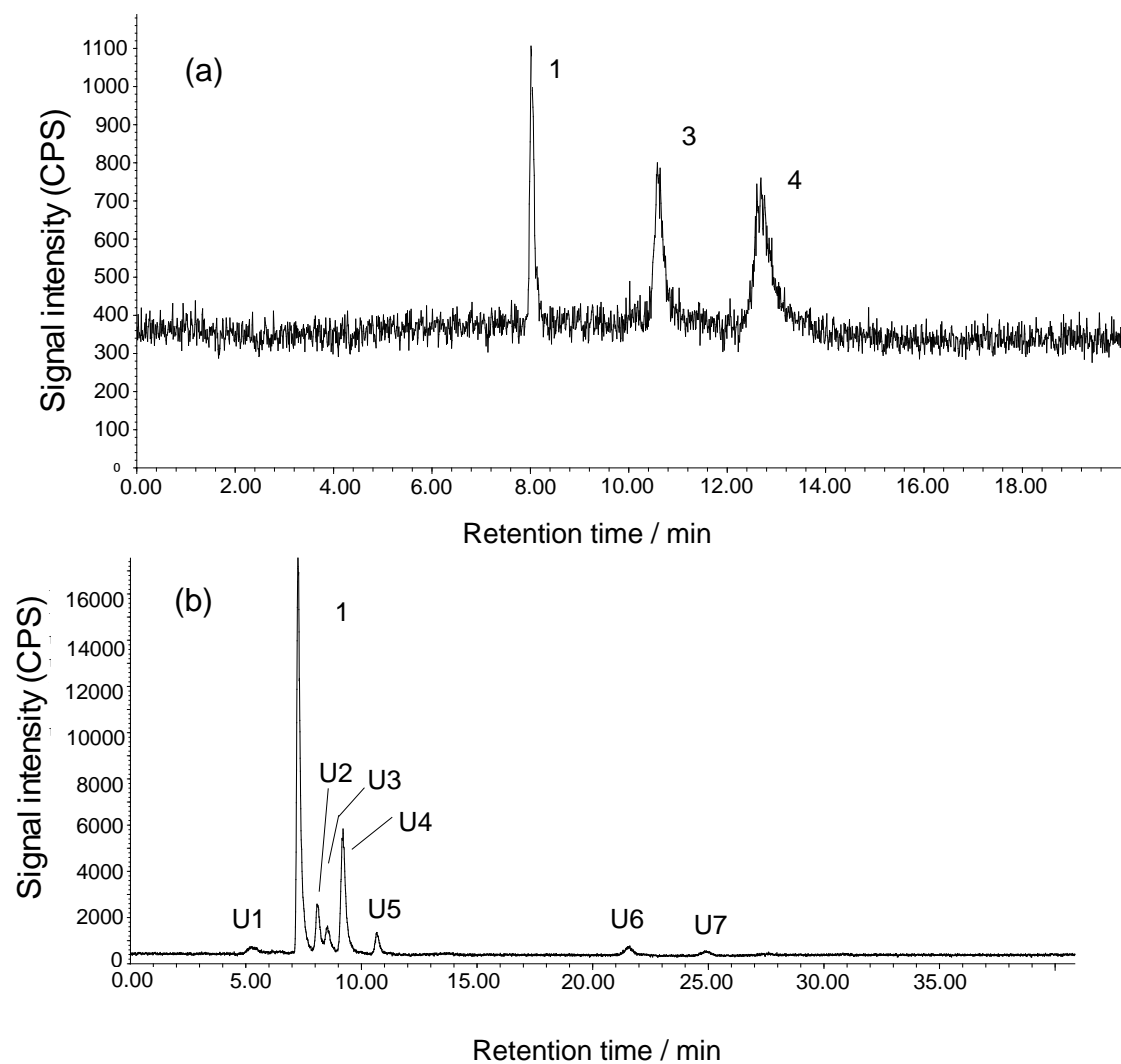 1100
(a)
1
1000
900
3
800
4
700
600
500
400
300
200
100
0
0.00 2.00 4.00 6.00 8.00 10.00 12.00 14.00 16.00 18.00
Signal intensity (CPS)
Retention time / min
16000
(b)
1
14000
12000
10000
8000
U2
U3
6000
U4
4000
2000
U1
U5
U6
U7
0
0.00 5.00 10.00 15.00 20.00 25.00 30.00 35.00
Signal intensity (CPS)
Retention time / min